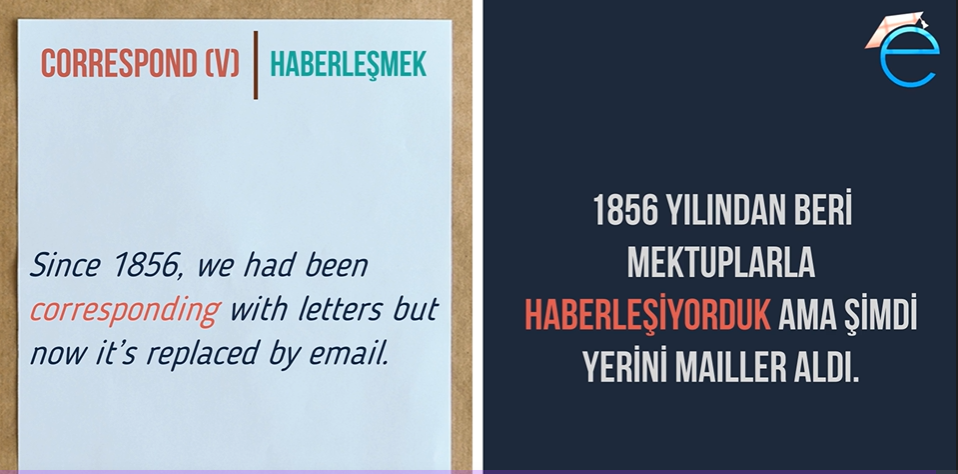 CORRESPOND (V) | HABERLEŞMEK
Since 1856, we had been
corresponding with letters but
now it's replaced by email.
e
1856 YILINDAN BERİ
MEKTUPLARLA
HABERLEŞİYORDUK AMA ŞİMDİ
YERİNİ MAILLER ALDI.